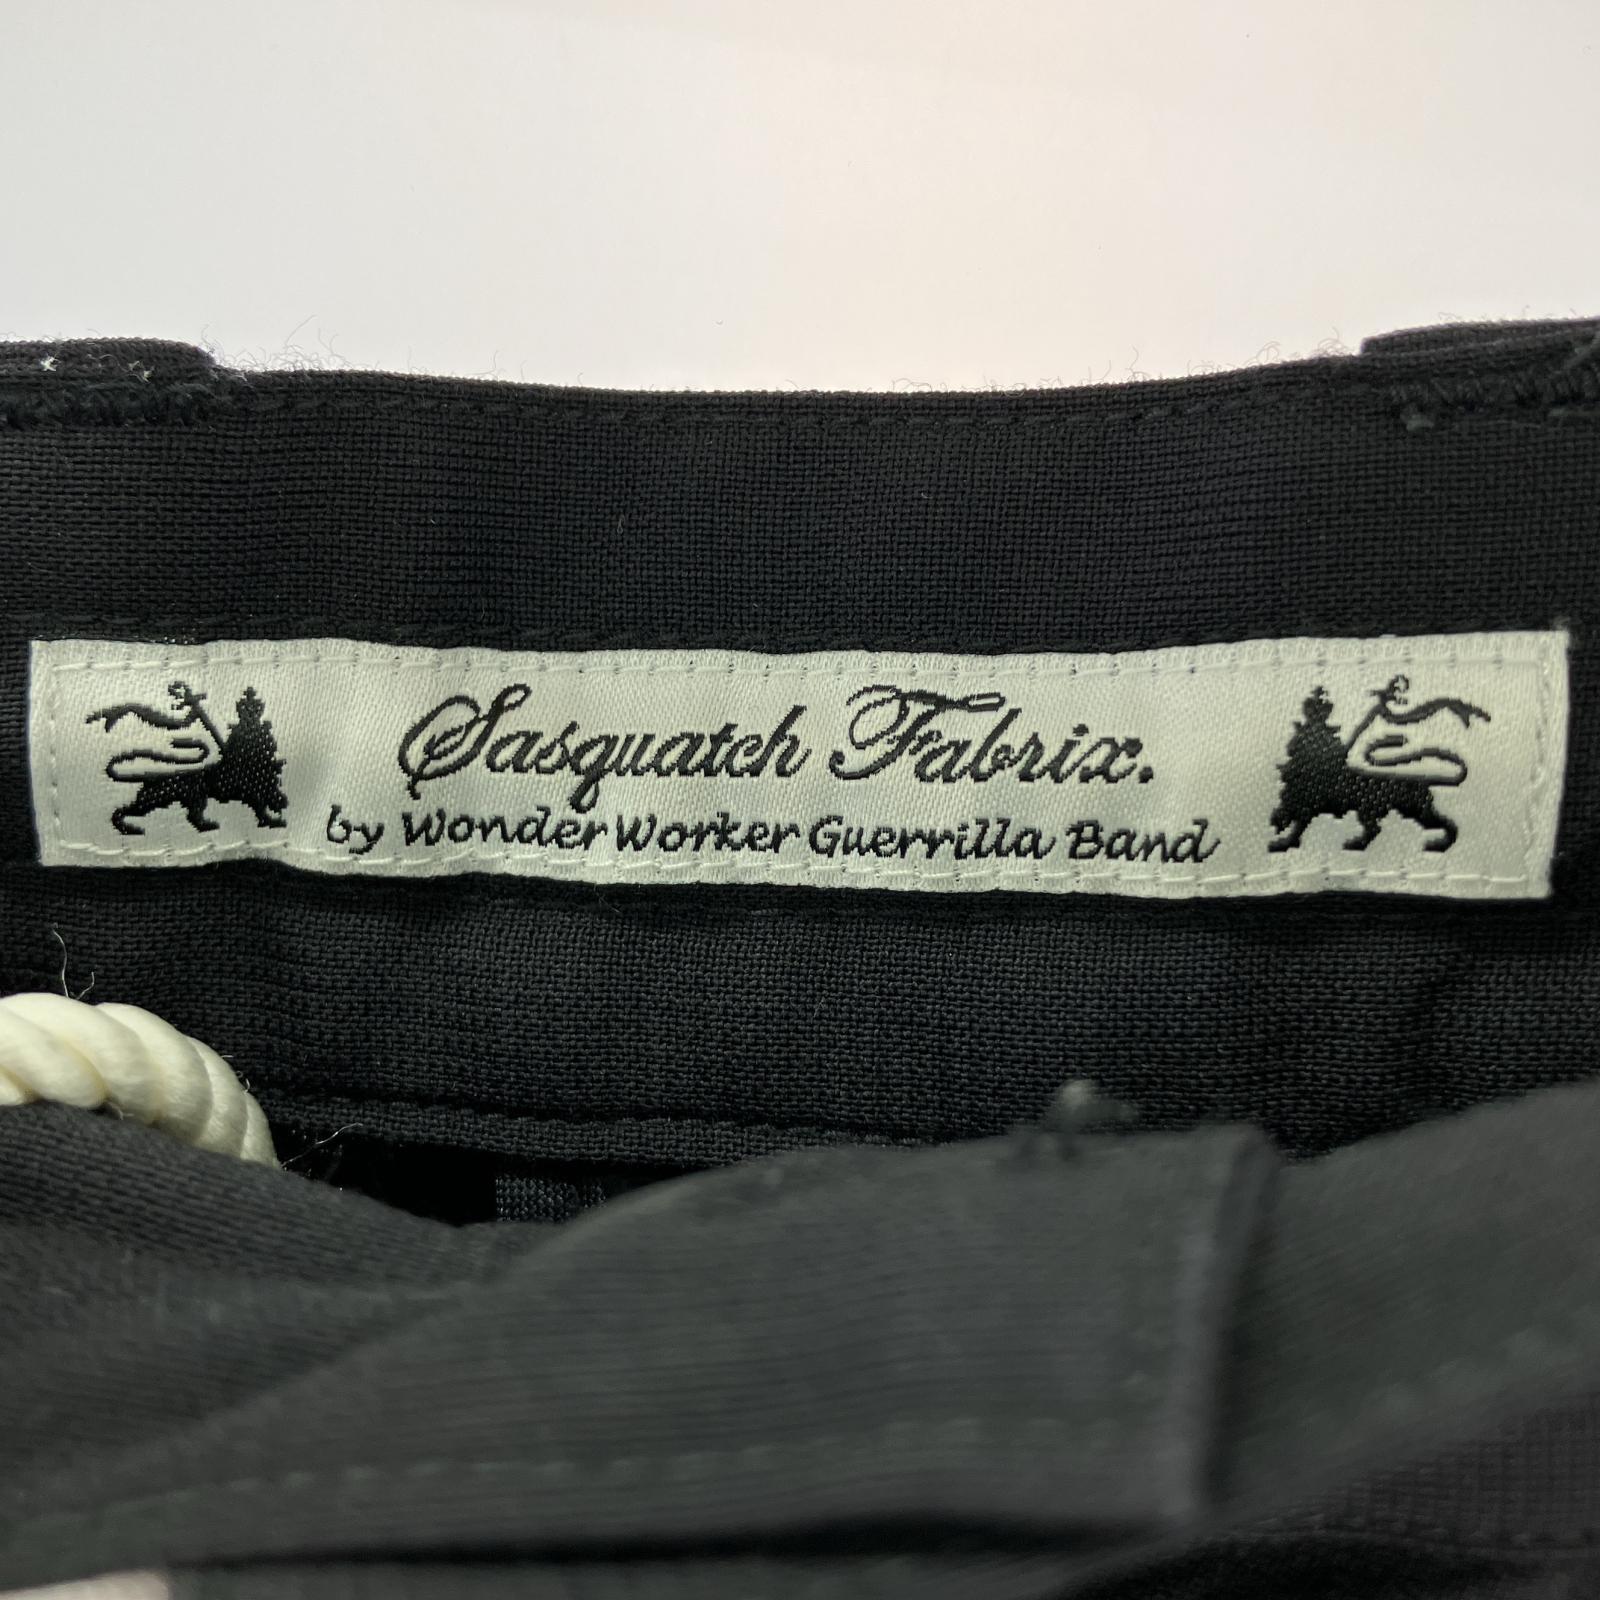 Sasquatch Fabrix.
by Wonder Worker Guerrilla Band